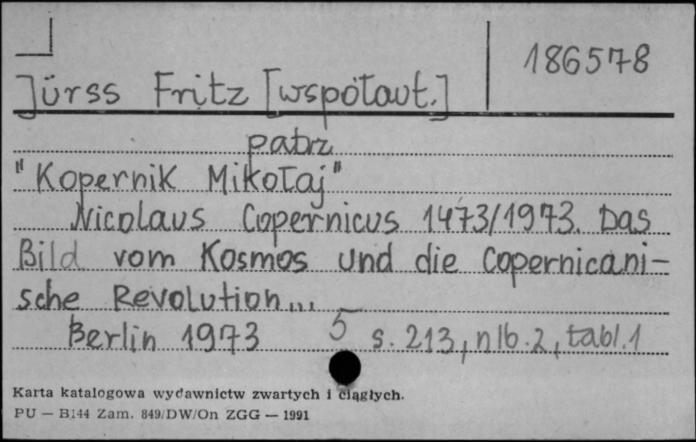 186578
Jürss Fritz [współaut.]
patrz
"Kopernik Mikołaj"
Nicolaus Copernicus 1473/1973. Das
Bild vom Kosmos und die Copernicani-
sche Revolution...
Berlin 1973 5 s. 213, nlb. 2, tabl. 1
Karta katalogowa wydawnictw zwartych i ciągłych.
PU — B144 Zam. 849/DW/On ZGG — 1991